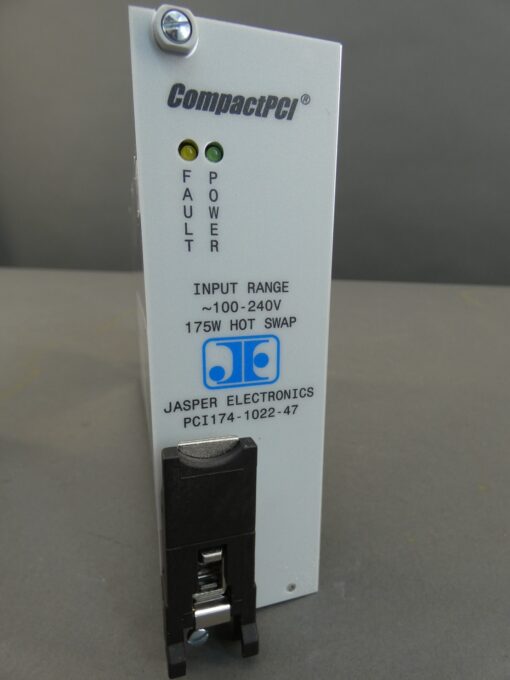 CompactPCI®
FAULT
POWER
INPUT RANGE
~100-240V
175W HOT SWAP
JASPER ELECTRONICS
PCI174-1022-47